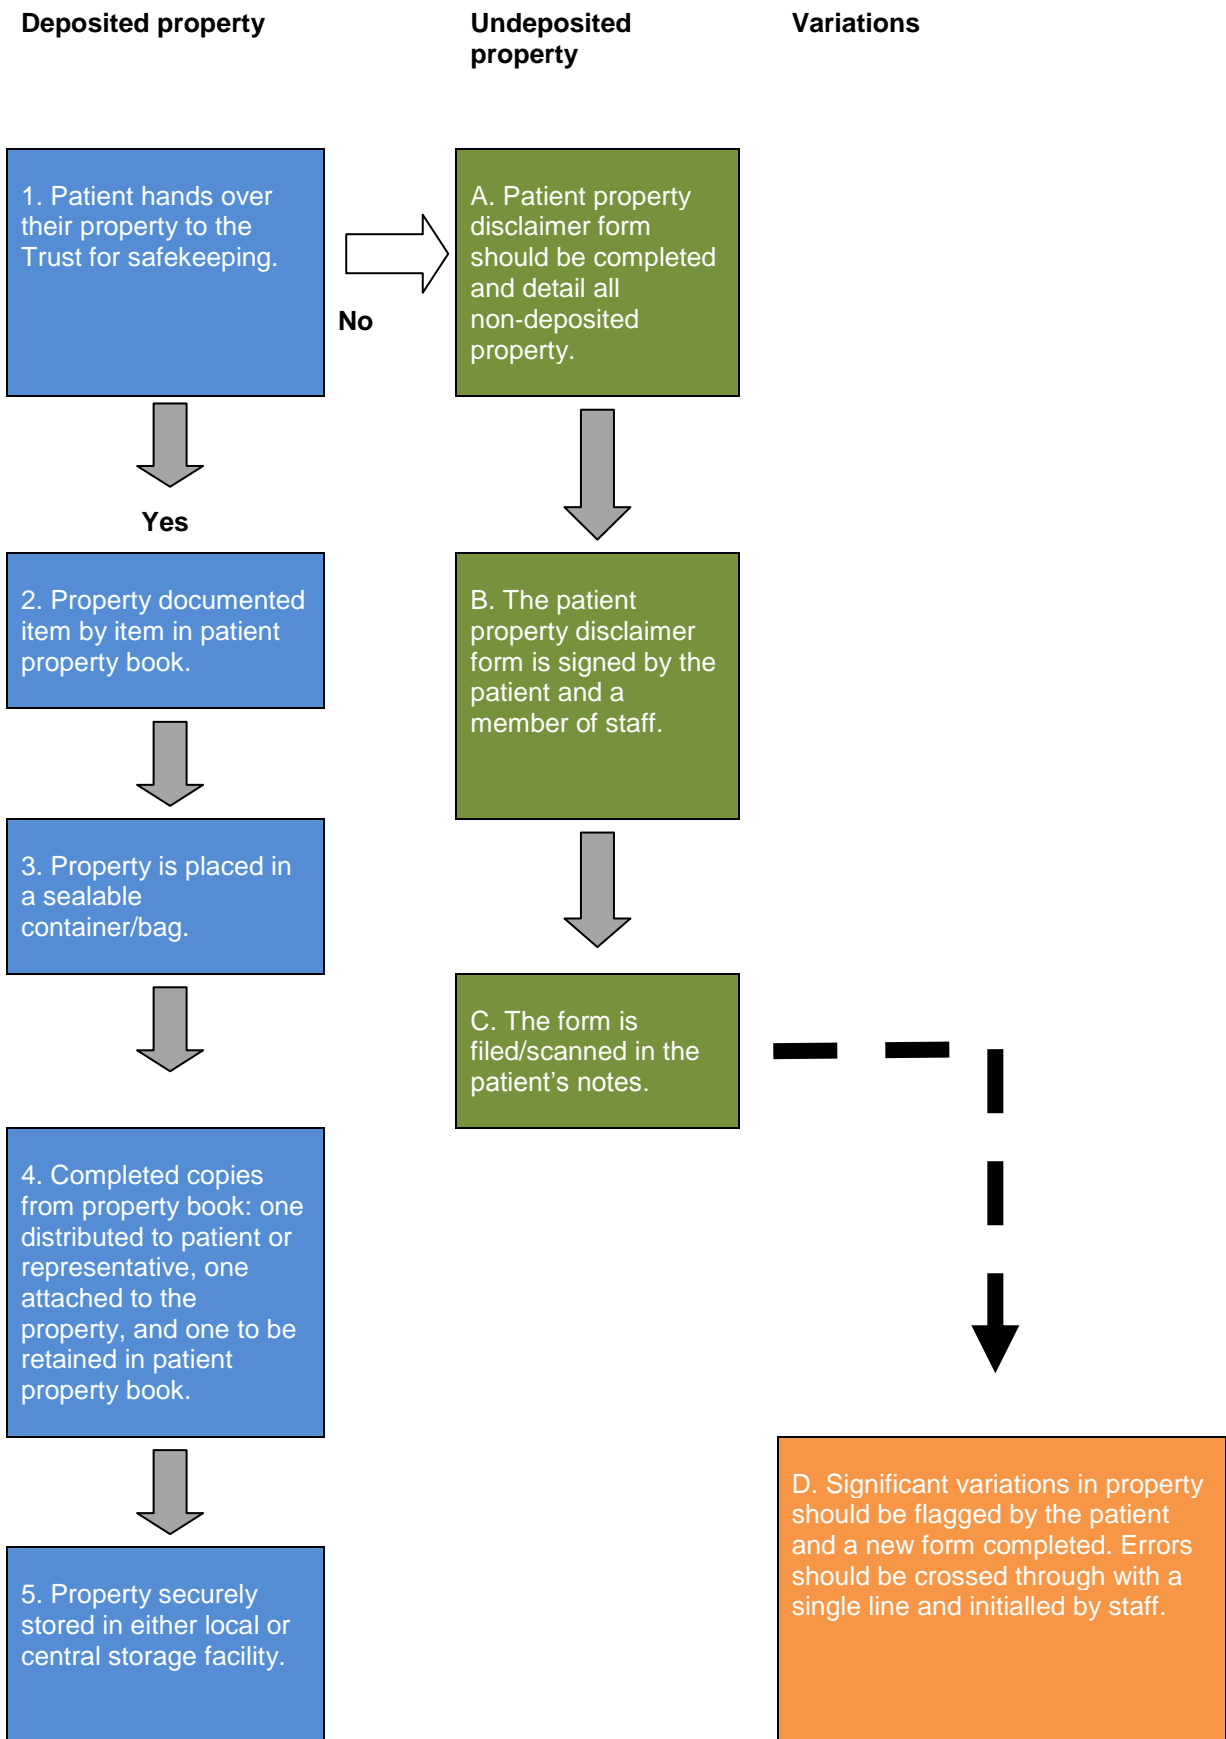 Deposited property
Undeposited
property
Variations
1. Patient hands over
their property to the
Trust for safekeeping.
No
A. Patient property
disclaimer form
should be completed
and detail all
non-deposited
property.
Yes
2. Property documented
item by item in patient
property book.
B. The patient
property disclaimer
form is signed by the
patient and a
member of staff.
3. Property is placed in
a sealable
container/bag.
C. The form is
filed/scanned in the
patient’s notes.
4. Completed copies
from property book: one
distributed to patient or
representative, one
attached to the
property, and one to be
retained in patient
property book.
D. Significant variations in property
should be flagged by the patient
and a new form completed. Errors
should be crossed through with a
single line and initialled by staff.
5. Property securely
stored in either local or
central storage facility.